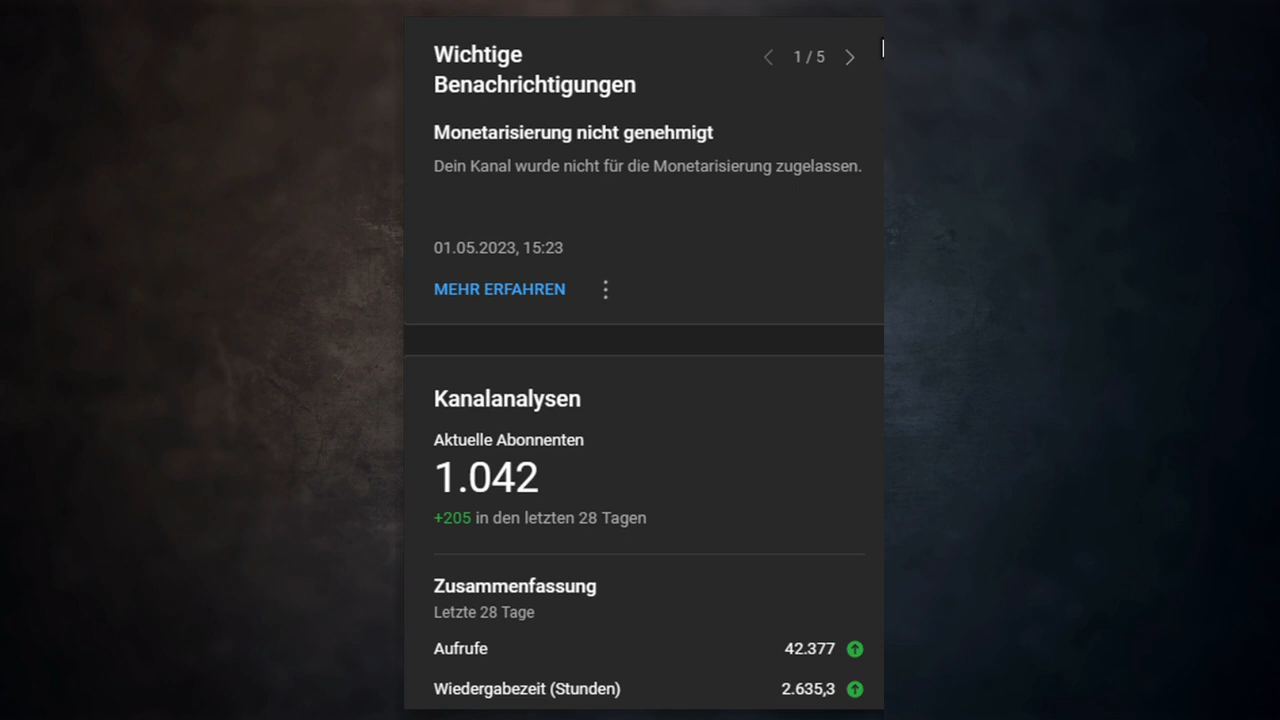 Wichtige
Benachrichtigungen
1 / 5
Monetarisierung nicht genehmigt
Dein Kanal wurde nicht für die Monetarisierung zugelassen.
01.05.2023, 15:23
MEHR ERFAHREN
Kanalanalysen
Aktuelle Abonnenten
1.042
+205 in den letzten 28 Tagen
Zusammenfassung
Letzte 28 Tage
Aufrufe 42.377
Wiedergabezeit (Stunden) 2.635,3